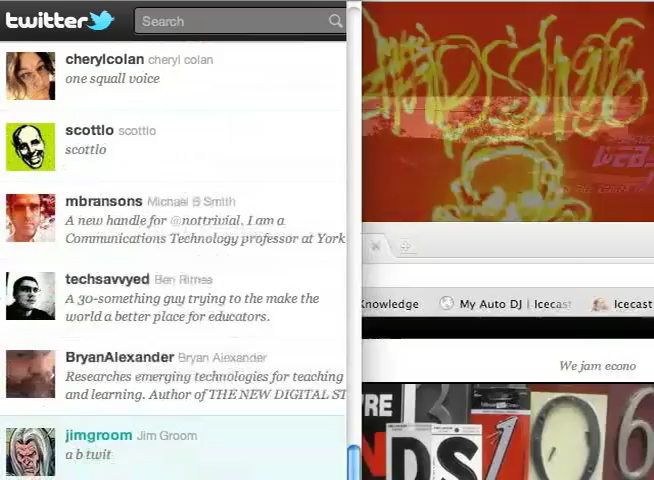 twitter
Search
cherylcolan cheryl colan
one squall voice
scottlo scottlo
scottlo
mbransons Michael B Smith
A new handle for @nottrivial. I am a
Communications Technology professor at York
techsavvyed Ben Rimes
A 30-something guy trying to the make the
world a better place for educators.
BryanAlexander Bryan Alexander
Researches emerging technologies for teaching
and learning. Author of THE NEW DIGITAL ST
jimgroom Jim Groom
a b twit
#DS106
Knowledge
My Auto DJ | Icecast
Icecast
We jam econo
RE
NDS106